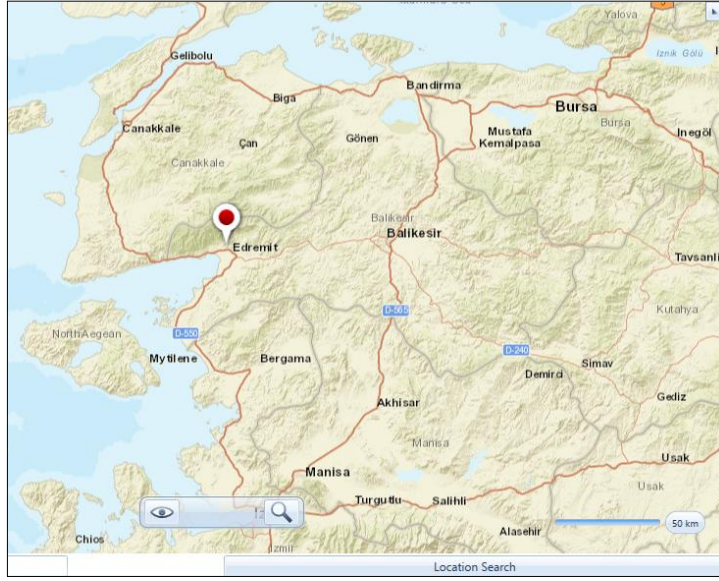 Yalova
Gelibolu
Iznik Gölü
Biga
Bandirma
Bursa
Canakkale
Çan
Gönen
Mustafa
Kemalpasa
Bursa
Inegöl
Canakkale
Balikesir
Balikesir
Edremit
Tavsanli
D-565
Kutahya
NorthAegean
D-550
Mytilene
Bergama
D-240
Simav
Demirci
Gediz
Akhisar
Manisa
Usak
Manisa
Usak
Turgutlu
Salihli
50 km
Alasehir
Chios
Izmir
Location Search